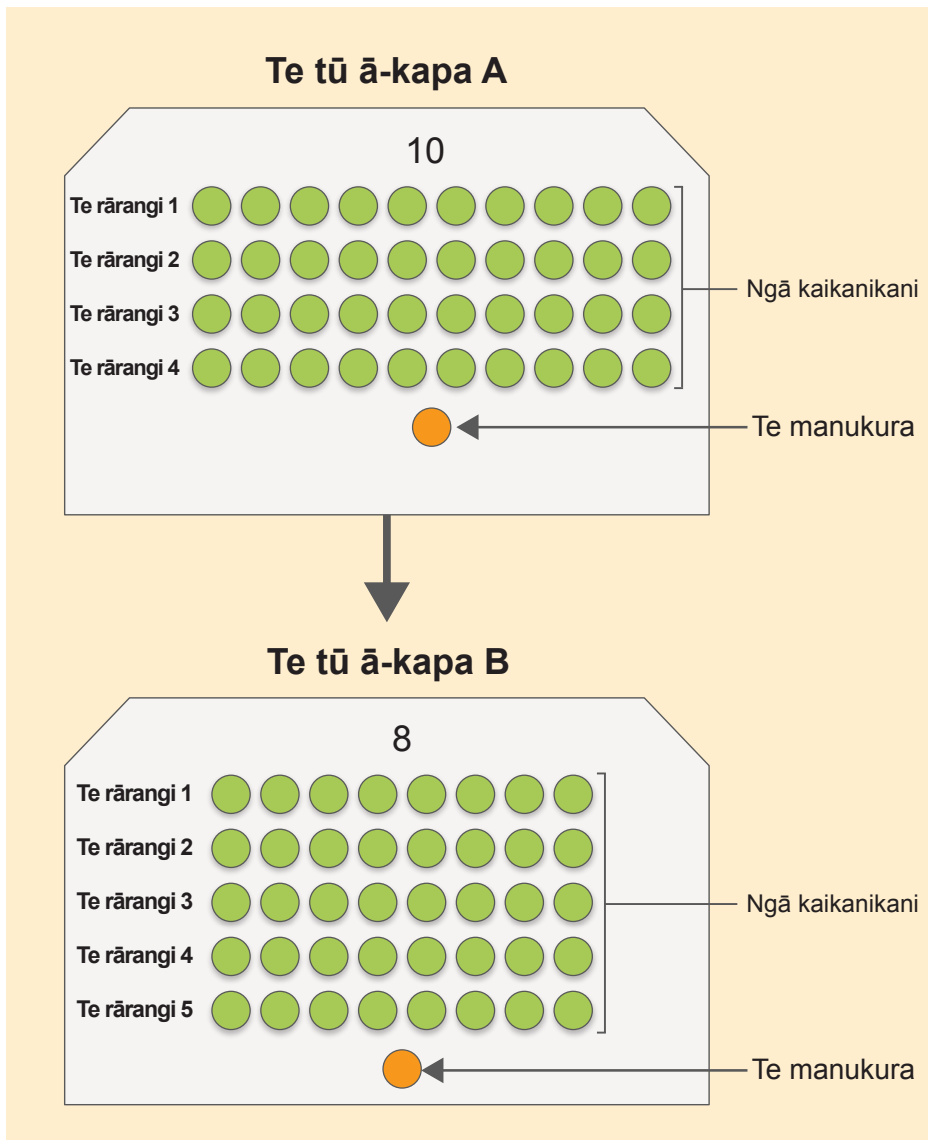 Te tū ā-kapa A
10
Te rārangi 1
Te rārangi 2
Te rārangi 3
Te rārangi 4
Ngā kaikanikani
Te manukura
Te tū ā-kapa B
8
Te rārangi 1
Te rārangi 2
Te rārangi 3
Te rārangi 4
Te rārangi 5
Ngā kaikanikani
Te manukura